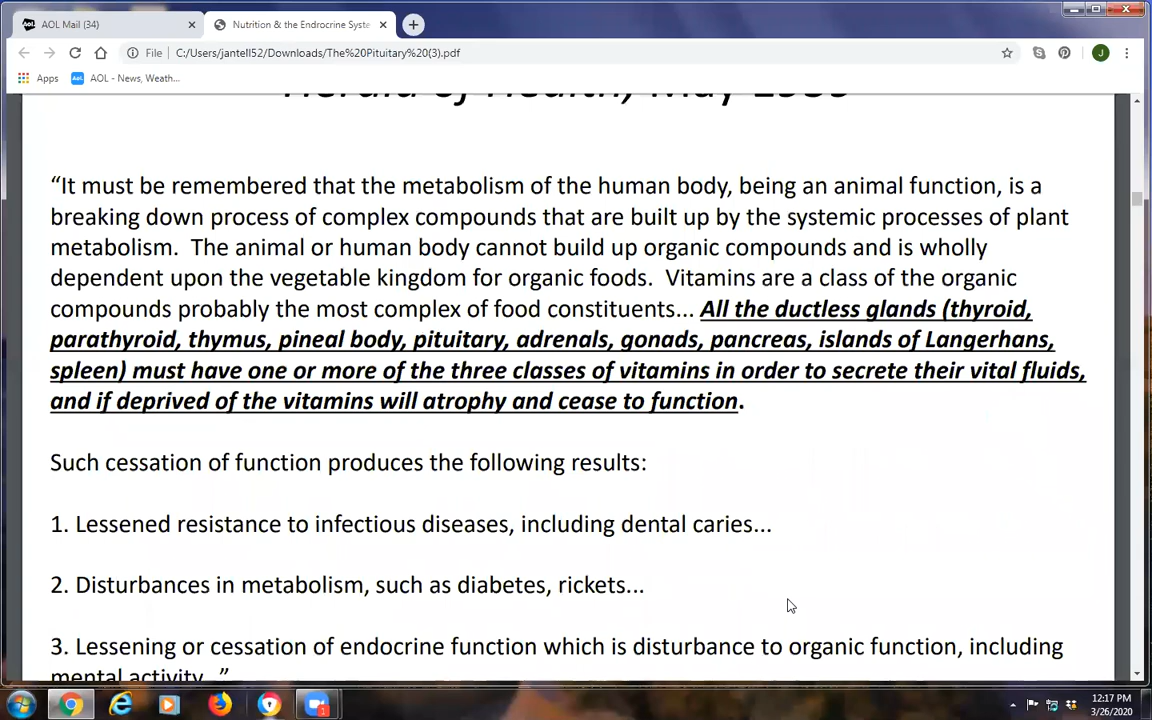 AOL Mail (34)
Nutrition & the Endocrine Syste
File C:/Users/jantell52/Downloads/The%20Pituitary%20(3).pdf
J
Apps AOL - News, Weath...
Herald of Health, May
“It must be remembered that the metabolism of the human body, being an animal function, is a
breaking down process of complex compounds that are built up by the systemic processes of plant
metabolism. The animal or human body cannot build up organic compounds and is wholly
dependent upon the vegetable kingdom for organic foods. Vitamins are a class of the organic
compounds probably the most complex of food constituents... All the ductless glands (thyroid,
parathyroid, thymus, pineal body, pituitary, adrenals, gonads, pancreas, islands of Langerhans,
spleen) must have one or more of the three classes of vitamins in order to secrete their vital fluids,
and if deprived of the vitamins will atrophy and cease to function.
Such cessation of function produces the following results:
1. Lessened resistance to infectious diseases, including dental caries...
2. Disturbances in metabolism, such as diabetes, rickets...
3. Lessening or cessation of endocrine function which is disturbance to organic function, including
mental activity...”
12:17 PM
3/26/2020